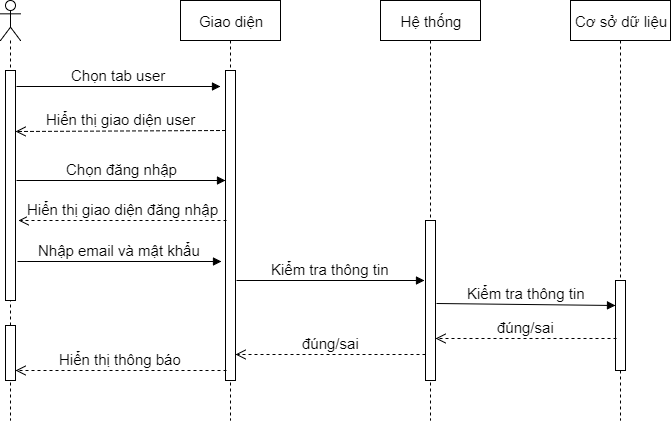 Giao diện
Hệ thống
Cơ sở dữ liệu
Chọn tab user
Hiển thị giao diện user
Chọn đăng nhập
Hiển thị giao diện đăng nhập
Nhập email và mật khẩu
Kiểm tra thông tin
Kiểm tra thông tin
đúng/sai
đúng/sai
Hiển thị thông báo